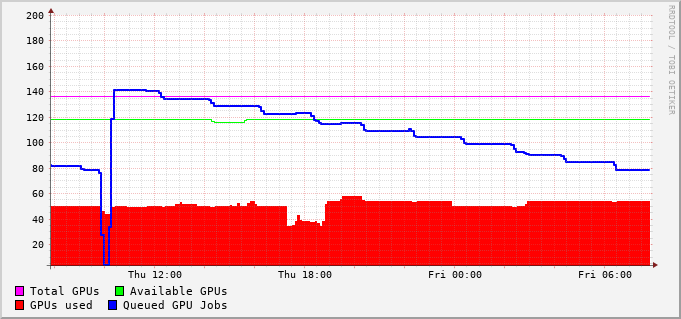 200
180
160
140
120
100
80
60
40
20
Thu 12:00 Thu 18:00 Fri 00:00 Fri 06:00
Total GPUs Available GPUs
GPUs used Queued GPU Jobs
RRDTOOL / TOBI OETIKER